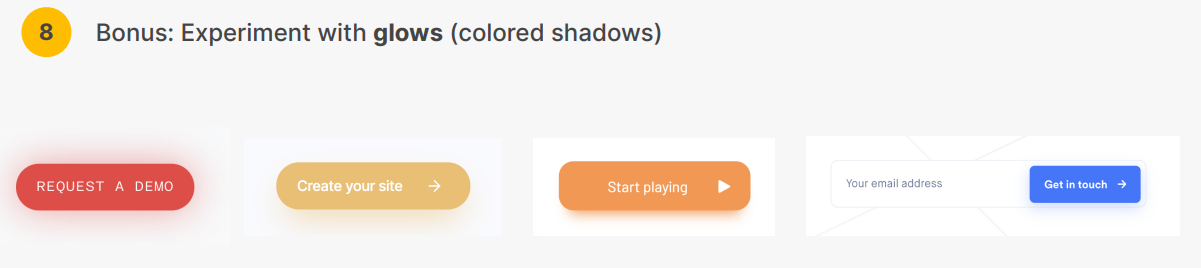 8 Bonus: Experiment with glows (colored shadows)
REQUEST A DEMO
Create your site →
Start playing
Your email address
Get in touch →